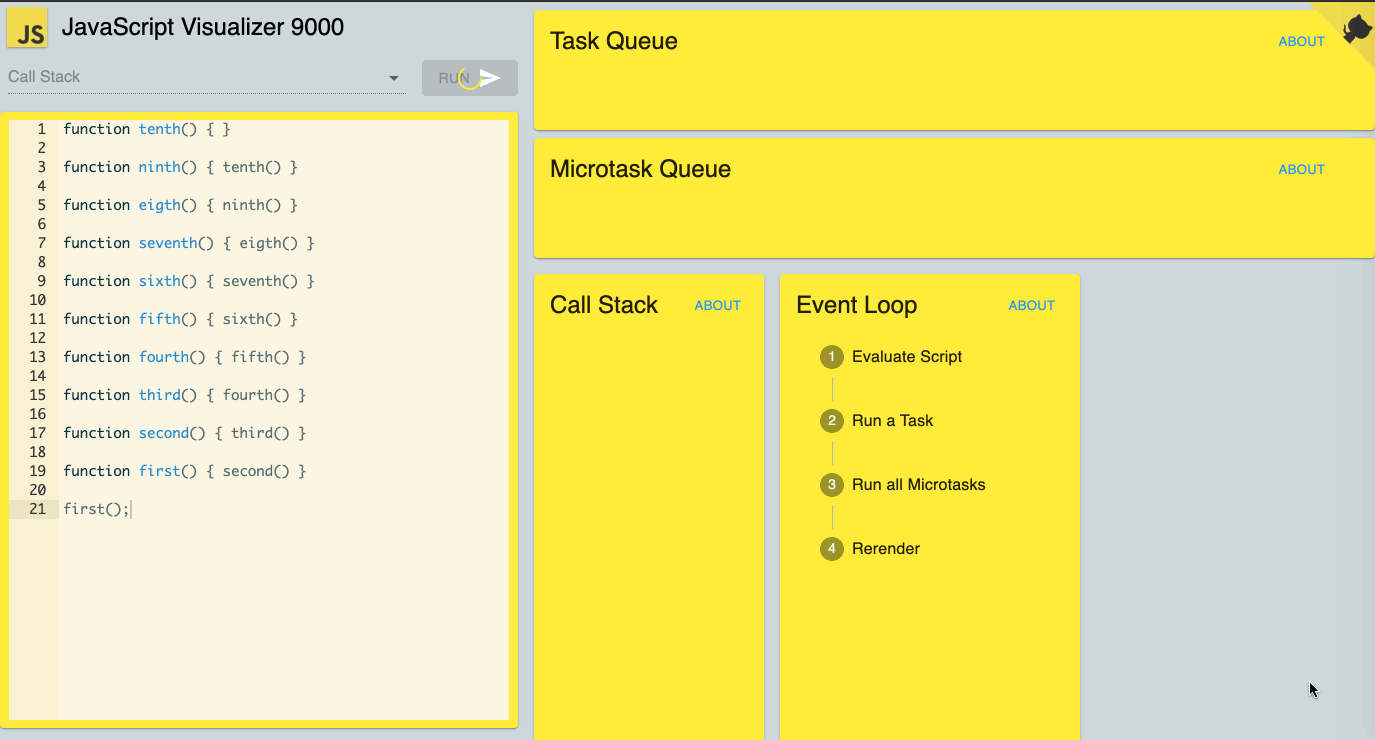 JS JavaScript Visualizer 9000
Call Stack
RUN
1 function tenth() { }
2
3 function ninth() { tenth() }
4
5 function eigth() { ninth() }
6
7 function seventh() { eigth() }
8
9 function sixth() { seventh() }
10
11 function fifth() { sixth() }
12
13 function fourth() { fifth() }
14
15 function third() { fourth() }
16
17 function second() { third() }
18
19 function first() { second() }
20
21 first();
Task Queue ABOUT
Microtask Queue ABOUT
Call Stack ABOUT
Event Loop ABOUT
1 Evaluate Script
2 Run a Task
3 Run all Microtasks
4 Rerender